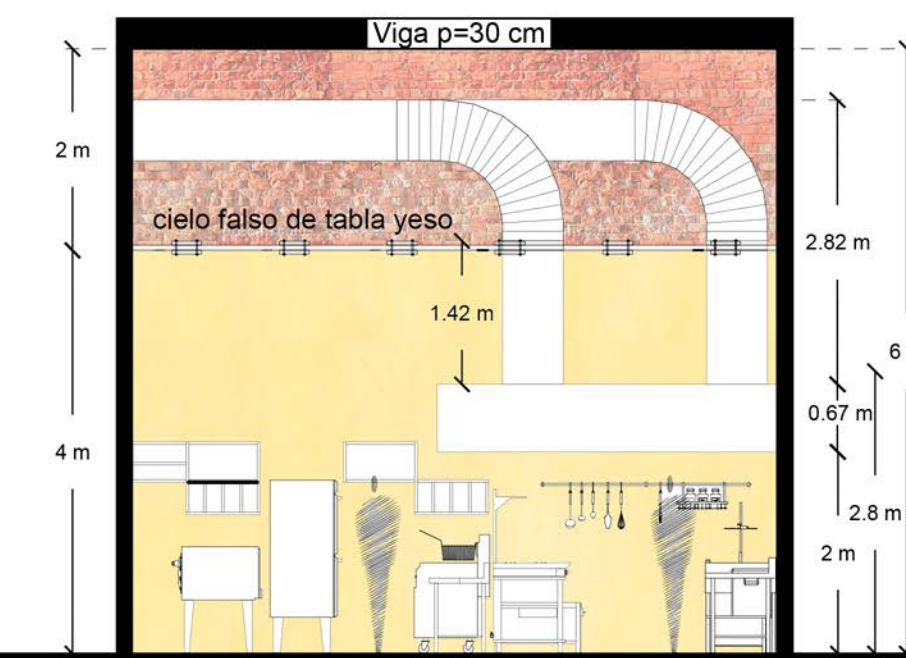 Viga p=30 cm
2 m
cielo falso de tabla yeso
2.82 m
1.42 m
6
0.67 m
4 m
2.8 m
2 m